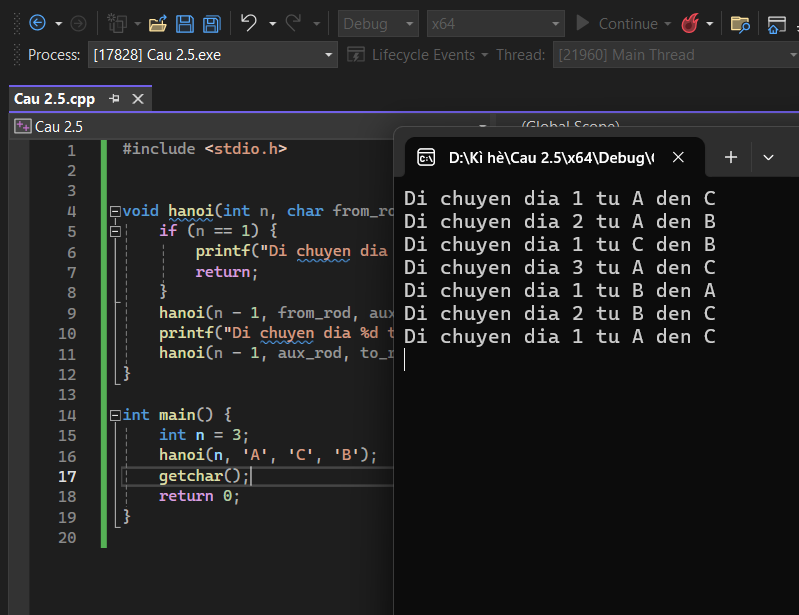 Debug x64 Continue
Process: [17828] Cau 2.5.exe Lifecycle Events Thread: [21960] Main Thread
Cau 2.5.cpp
Cau 2.5 (Global Scope)
1 #include <stdio.h>
2
3
4 void hanoi(int n, char from_ro
5 if (n == 1) {
6 printf("Di chuyen dia
7 return;
8 }
9 hanoi(n - 1, from_rod, aux
10 printf("Di chuyen dia %d t
11 hanoi(n - 1, aux_rod, to_r
12 }
13
14 int main() {
15 int n = 3;
16 hanoi(n, 'A', 'C', 'B');
17 getchar();
18 return 0;
19 }
20
D:\Kì hè\Cau 2.5\x64\Debug\
Di chuyen dia 1 tu A den C
Di chuyen dia 2 tu A den B
Di chuyen dia 1 tu C den B
Di chuyen dia 3 tu A den C
Di chuyen dia 1 tu B den A
Di chuyen dia 2 tu B den C
Di chuyen dia 1 tu A den C